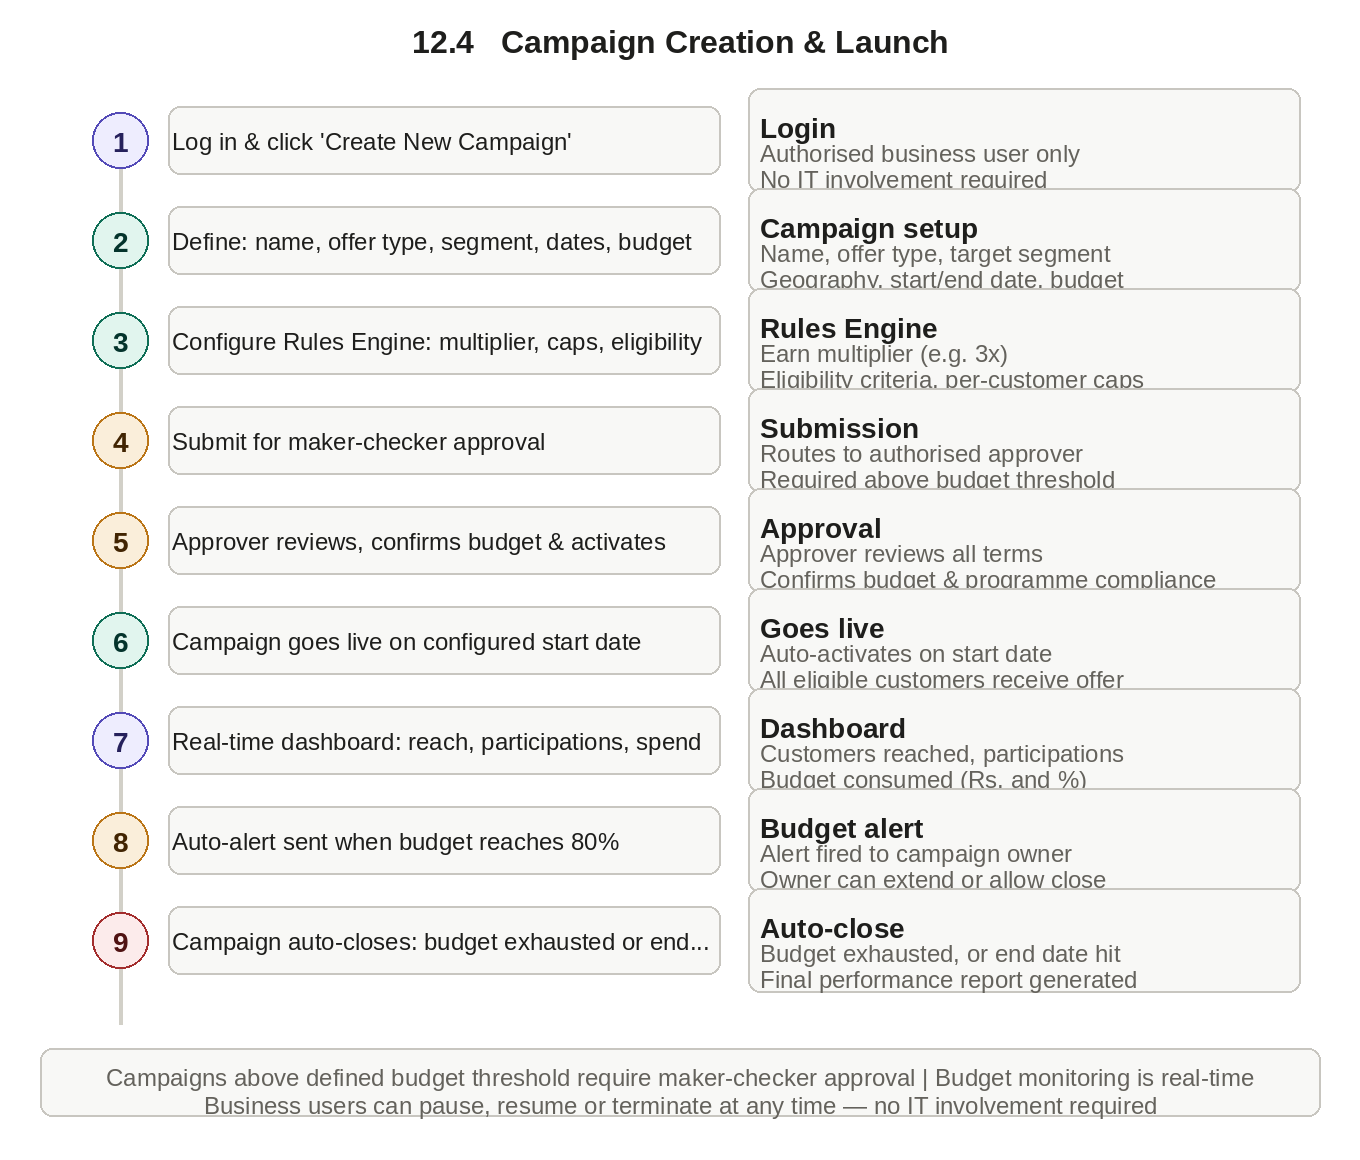 12.4 Campaign Creation & Launch
1
Log in & click 'Create New Campaign'
Login
Authorised business user only
No IT involvement required
2
Define: name, offer type, segment, dates, budget
Campaign setup
Name, offer type, target segment
Geography, start/end date, budget
3
Configure Rules Engine: multiplier, caps, eligibility
Rules Engine
Earn multiplier (e.g. 3x)
Eligibility criteria, per-customer caps
4
Submit for maker-checker approval
Submission
Routes to authorised approver
Required above budget threshold
5
Approver reviews, confirms budget & activates
Approval
Approver reviews all terms
Confirms budget & programme compliance
6
Campaign goes live on configured start date
Goes live
Auto-activates on start date
All eligible customers receive offer
7
Real-time dashboard: reach, participations, spend
Dashboard
Customers reached, participations
Budget consumed (Rs. and %)
8
Auto-alert sent when budget reaches 80%
Budget alert
Alert fired to campaign owner
Owner can extend or allow close
9
Campaign auto-closes: budget exhausted or end...
Auto-close
Budget exhausted, or end date hit
Final performance report generated
Campaigns above defined budget threshold require maker-checker approval | Budget monitoring is real-time
Business users can pause, resume or terminate at any time — no IT involvement required